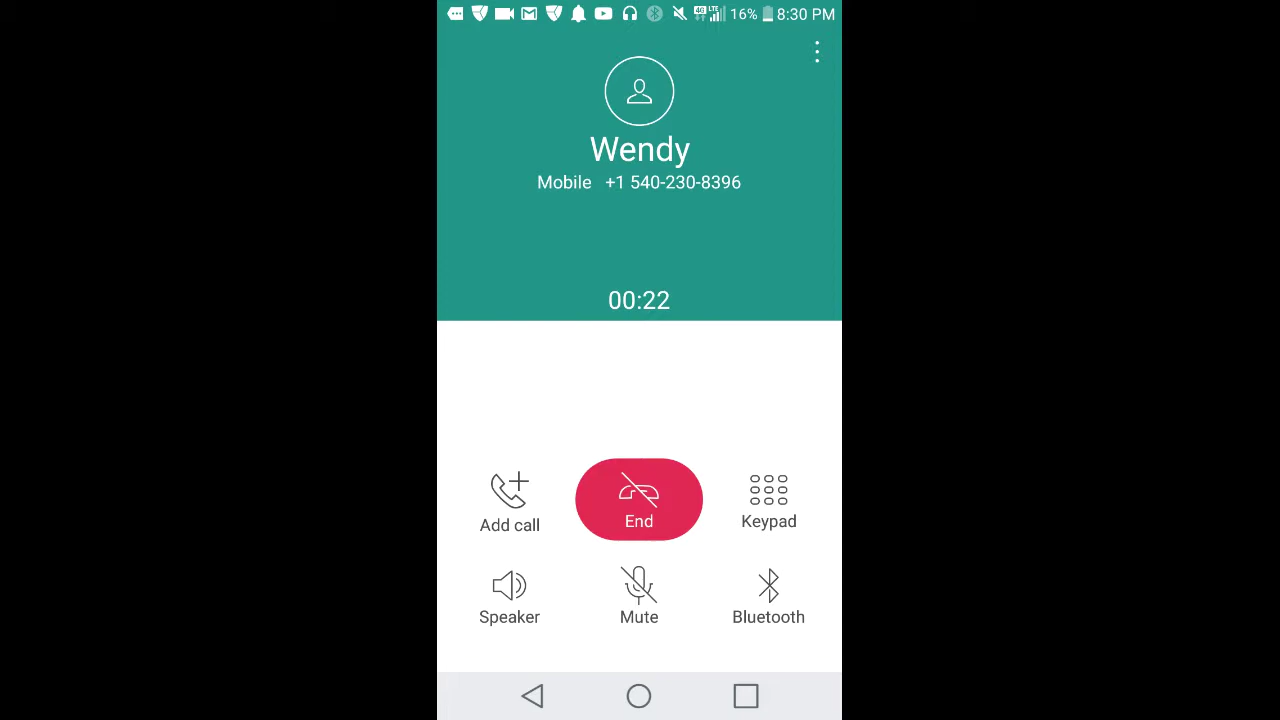 16% 8:30 PM
Wendy
Mobile +1 540-230-8396
00:22
Add call
End
Keypad
Speaker
Mute
Bluetooth